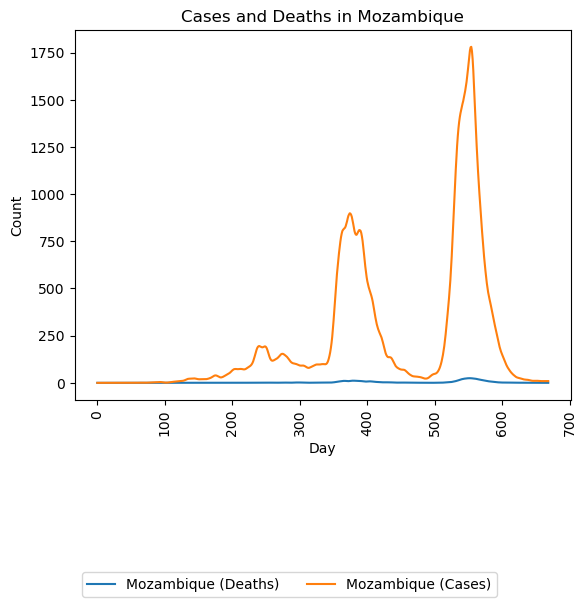 Cases and Deaths in Mozambique
1750
1500
1250
1000
750
500
250
0
Count
0 100 200 300 400 500 600 700
Day
Mozambique (Deaths) Mozambique (Cases)